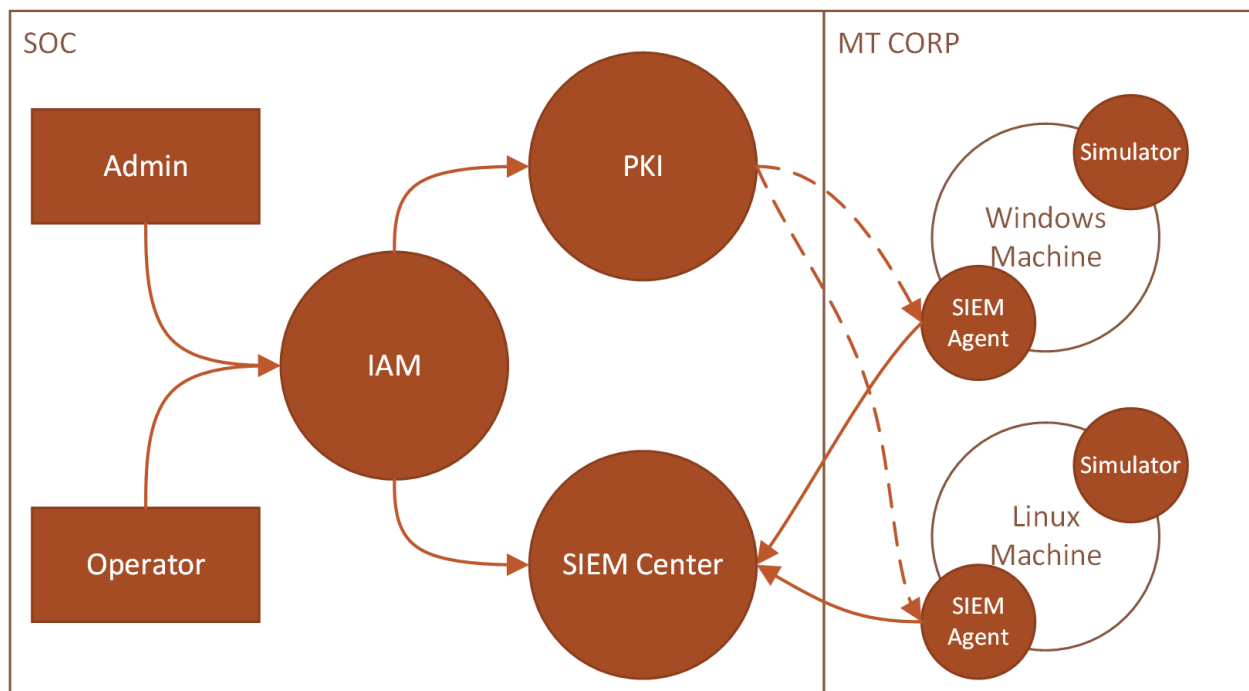 SOC
Admin
Operator
IAM
PKI
SIEM Center
MT CORP
Simulator
Windows
Machine
SIEM
Agent
Simulator
Linux
Machine
SIEM
Agent